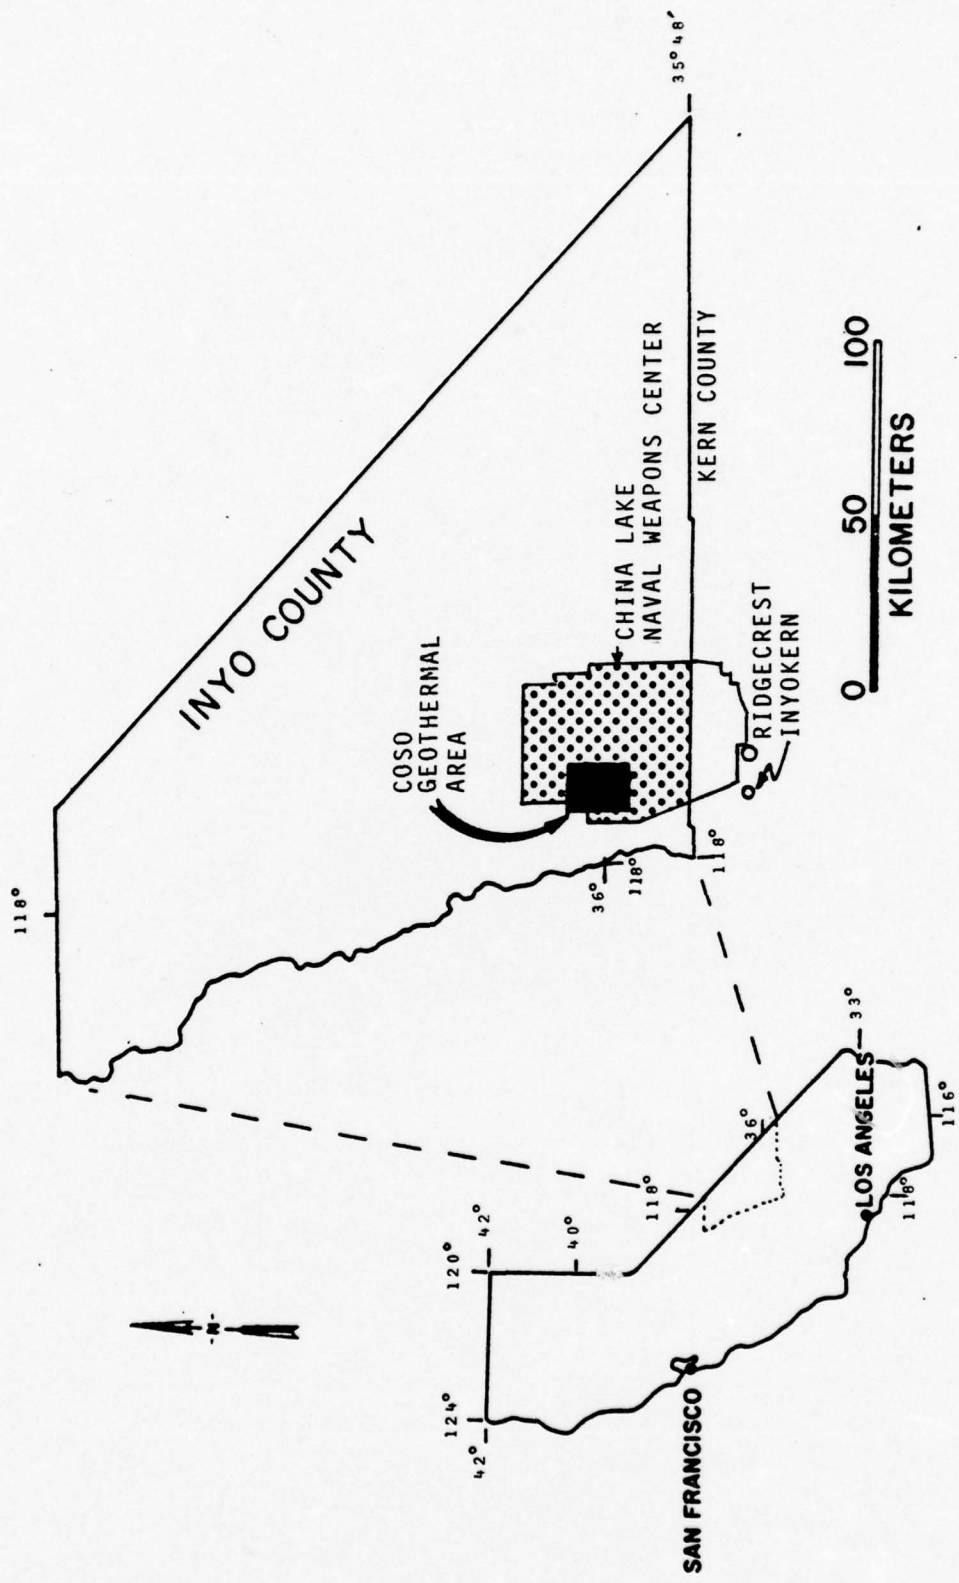 118°
INYO COUNTY
COSO
GEOTHERMAL
AREA
CHINA LAKE
NAVAL WEAPONS CENTER
36°
118°
35°48'
118°
KERN COUNTY
RIDGECREST
INYOKERN
0 50 100
KILOMETERS
-N-
124°
120°
42°
42°
40°
118°
36°
SAN FRANCISCO
LOS ANGELES
33°
118°
116°